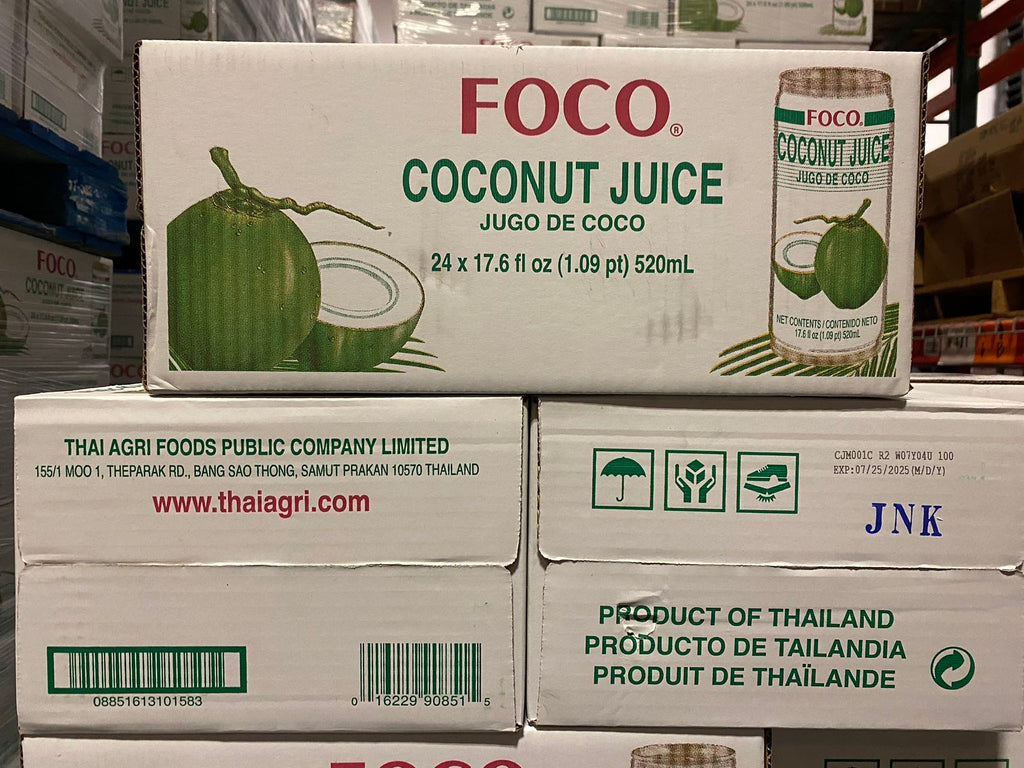 FOCO®
COCONUT JUICE
JUGO DE COCO
24 x 17.6 fl oz (1.09 pt) 520mL
FOCO®
COCONUT JUICE
JUGO DE COCO
NET CONTENTS / CONTENIDO NETO
17.6 fl oz (1.09 pt) 520mL
FOCO
COCONUT
THAI AGRI FOODS PUBLIC COMPANY LIMITED
155/1 MOO 1, THEPARAK RD., BANG SAO THONG, SAMUT PRAKAN 10570 THAILAND
www.thaiagri.com
08851613101583
0 16229 90851 5
CJM001C R2 W07Y04U 100
EXP:07/25/2025(M/D/Y)
JNK
PRODUCT OF THAILAND
PRODUCTO DE TAILANDIA
PRODUIT DE THAÏLANDE
FOCO